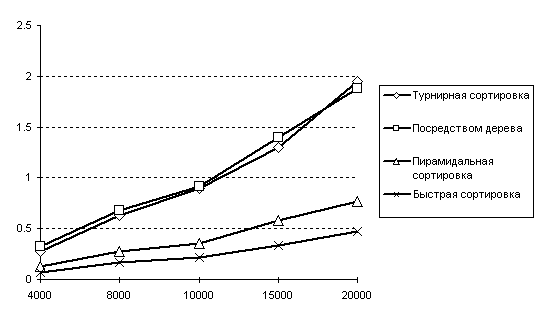 2.5
2
1.5
1
0.5
0
4000 8000 10000 15000 20000
Турнирная сортировка
Посредством дерева
Пирамидальная
сортировка
Быстрая сортировка